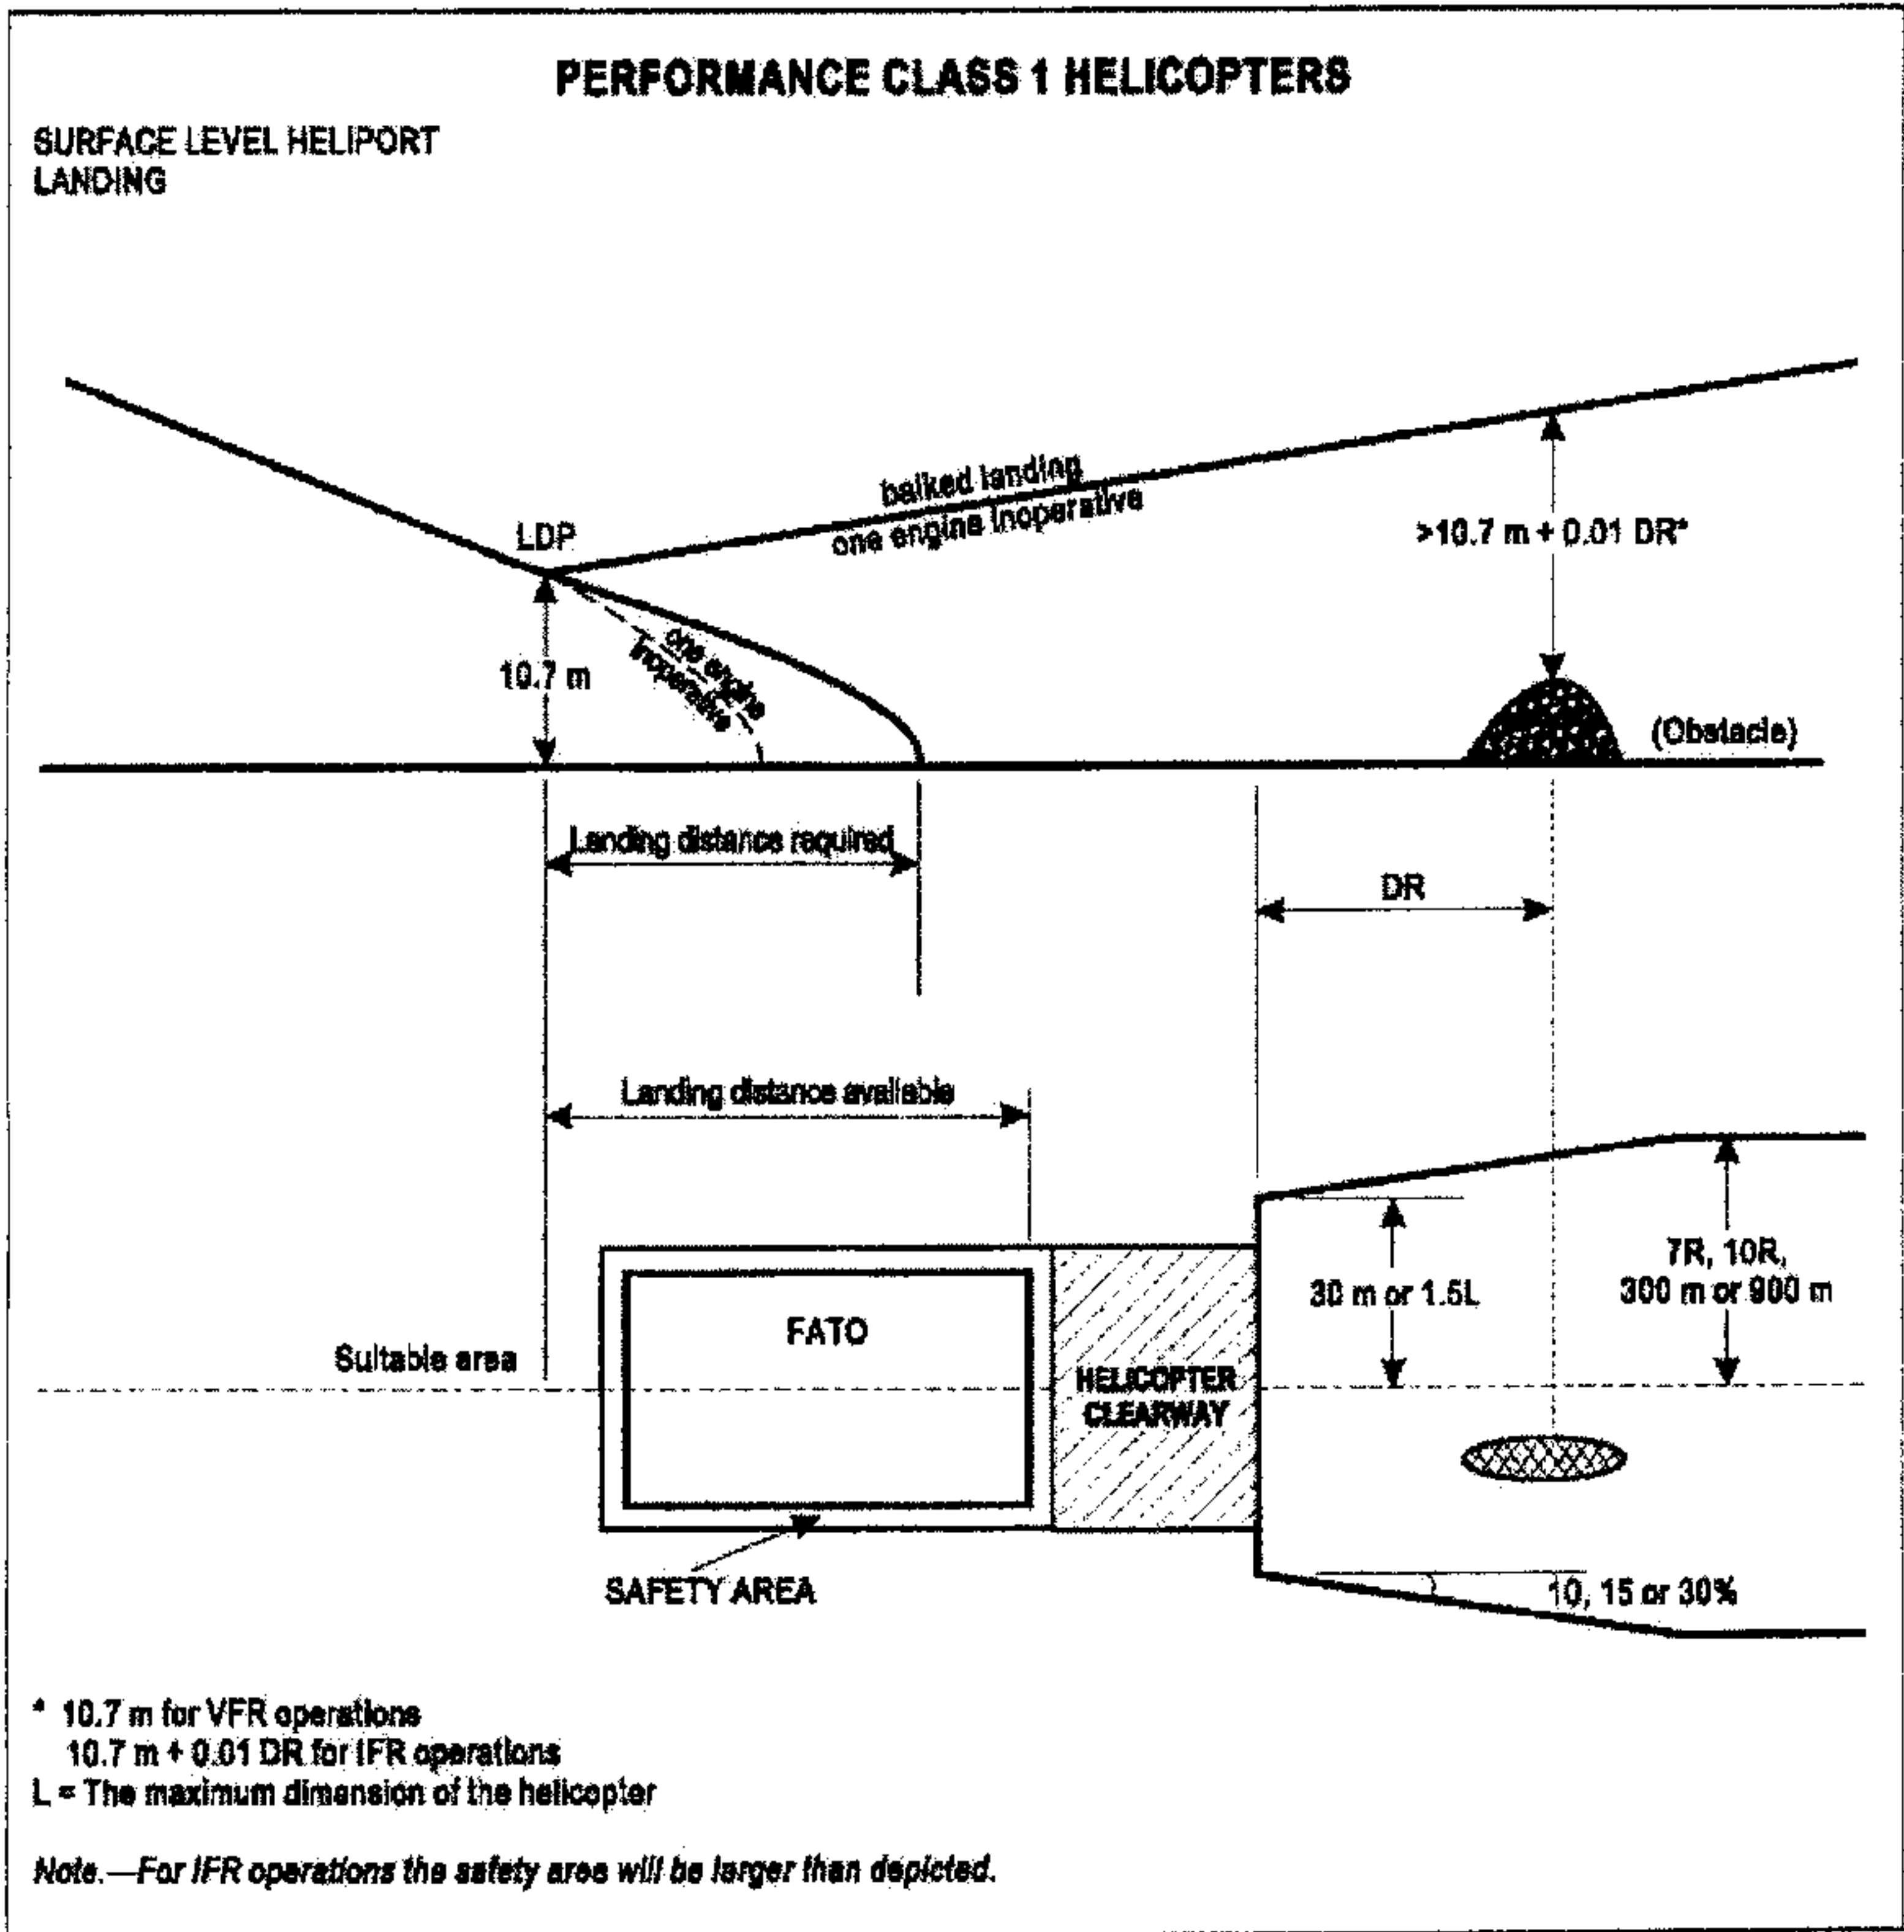 PERFORMANCE CLASS 1 HELICOPTERS
SURFACE LEVEL HELIPORT
LANDING
balked landing
one engine inoperative
LDP
>10.7 m + 0.01 DR*
one engine
inoperative
10.7 m
(Obstacle)
Landing distance required
DR
Landing distance available
7R, 10R,
300 m or 900 m
30 m or 1.5L
FATO
Suitable area
HELICOPTER
CLEARWAY
SAFETY AREA
10, 15 or 30%
* 10.7 m for VFR operations
10.7 m + 0.01 DR for IFR operations
L = The maximum dimension of the helicopter
Note.—For IFR operations the safety area will be larger than depicted.